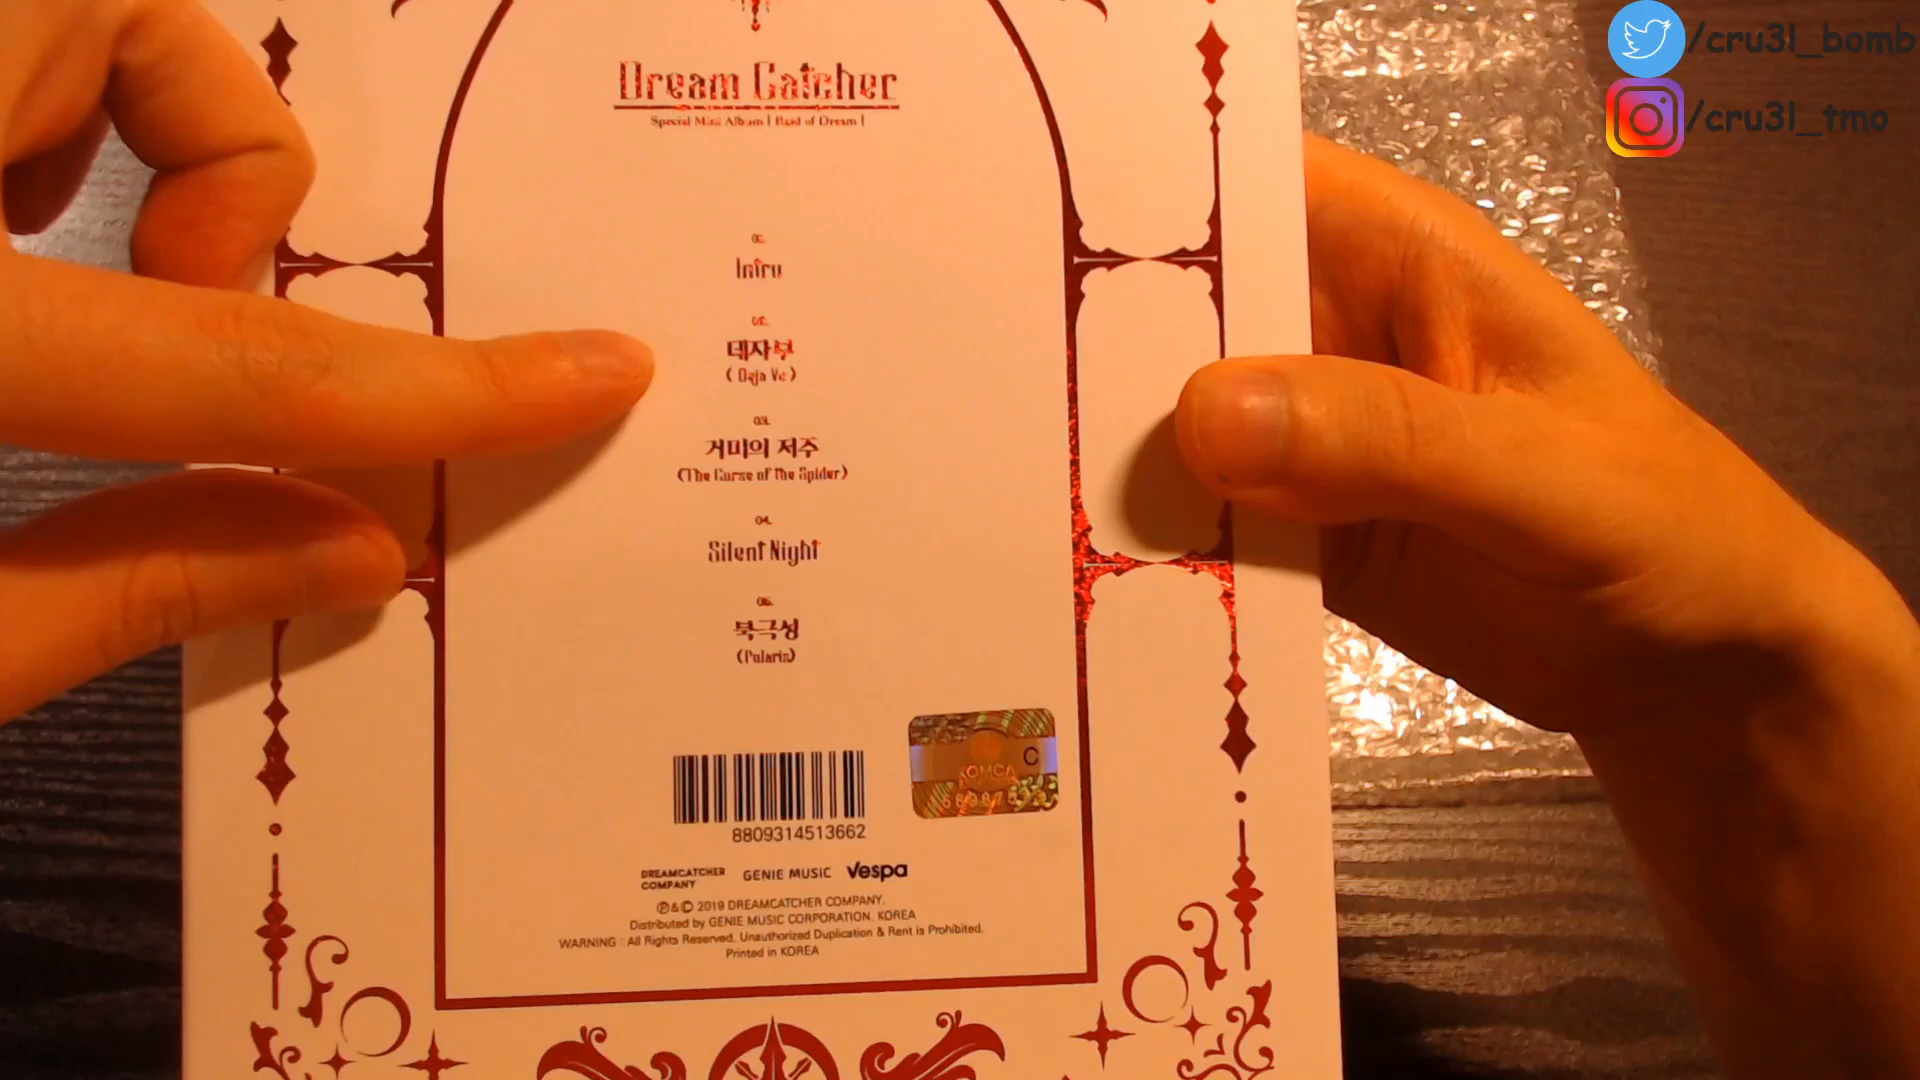 /cru3l_bomb
/cru3l_tmo
Dream Catcher
Special Mini Album | Raid of Dream |
Intro
02.
데자부
( Deja Vu )
03.
거미의 저주
(The Curse of The Spider)
04.
Silent Night
05.
북극성
(Polaris)
KOMCA
C
8809314513662
DREAMCATCHER
COMPANY
GENIE MUSIC
Vespa
Ⓟ&© 2019 DREAMCATCHER COMPANY.
Distributed by GENIE MUSIC CORPORATION. KOREA
WARNING : All Rights Reserved. Unauthorized Duplication & Rent is Prohibited.
Printed in KOREA